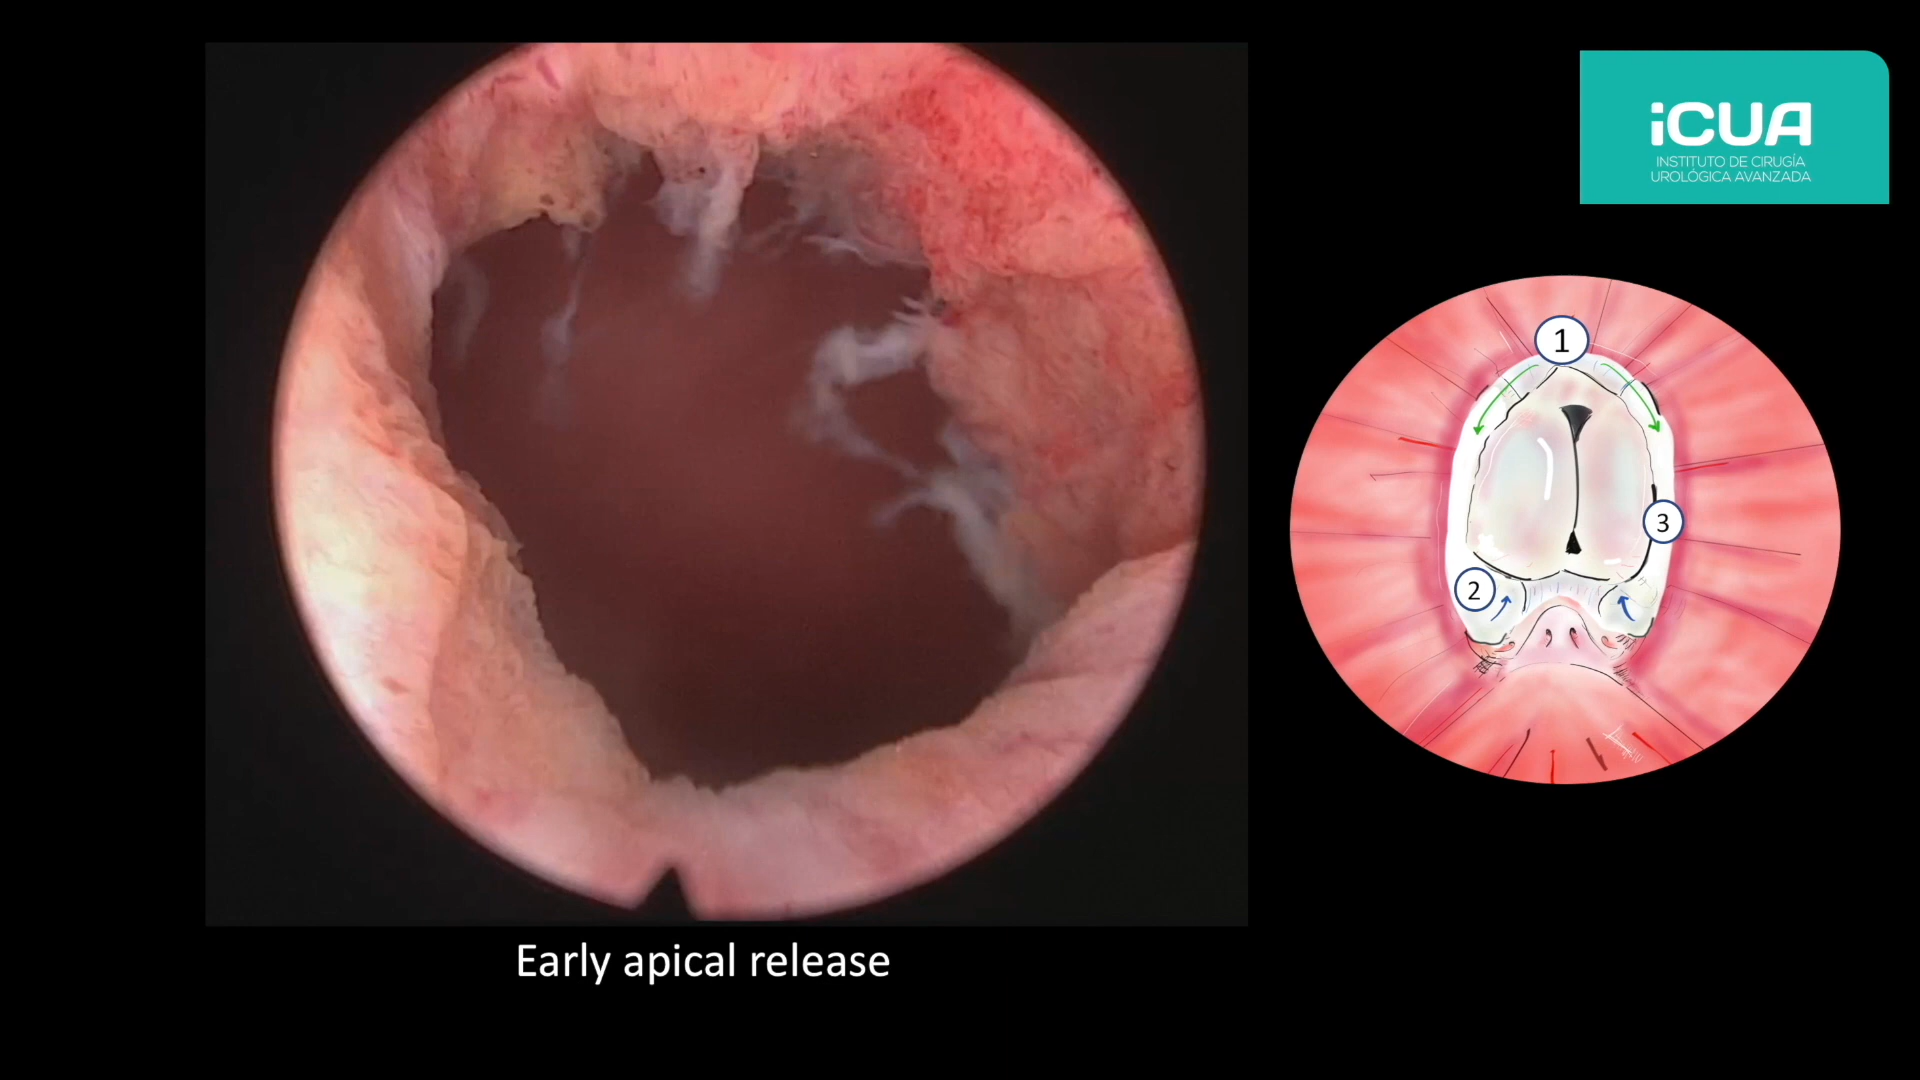 iCUA
INSTITUTO DE CIRUGÍA
UROLÓGICA AVANZADA
1
3
2
Early apical release